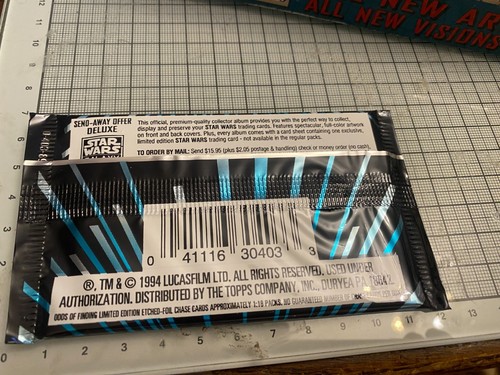 NEW AR
ALL NEW VISIONS
SEND-AWAY OFFER
DELUXE
STAR
WARS
This official, premium-quality collector album provides you with the perfect way to collect,
display and preserve your STAR WARS trading cards. Features spectacular, full-color artwork
on front and back covers. Plus, every album comes with a card sheet containing one exclusive,
limited edition STAR WARS trading card - not available in the regular packs.
TO ORDER BY MAIL: Send $15.95 (plus $2.05 postage & handling) check or money order (no cash,
0 41116 30403 3
®, TM & © 1994 LUCASFILM LTD. ALL RIGHTS RESERVED. USED UNDER
AUTHORIZATION. DISTRIBUTED BY THE TOPPS COMPANY, INC., DURYEA PA 18642.
ODDS OF FINDING LIMITED EDITION ETCHED-FOIL CHASE CARDS APPROXIMATELY 1:18 PACKS. NO GUARANTEE